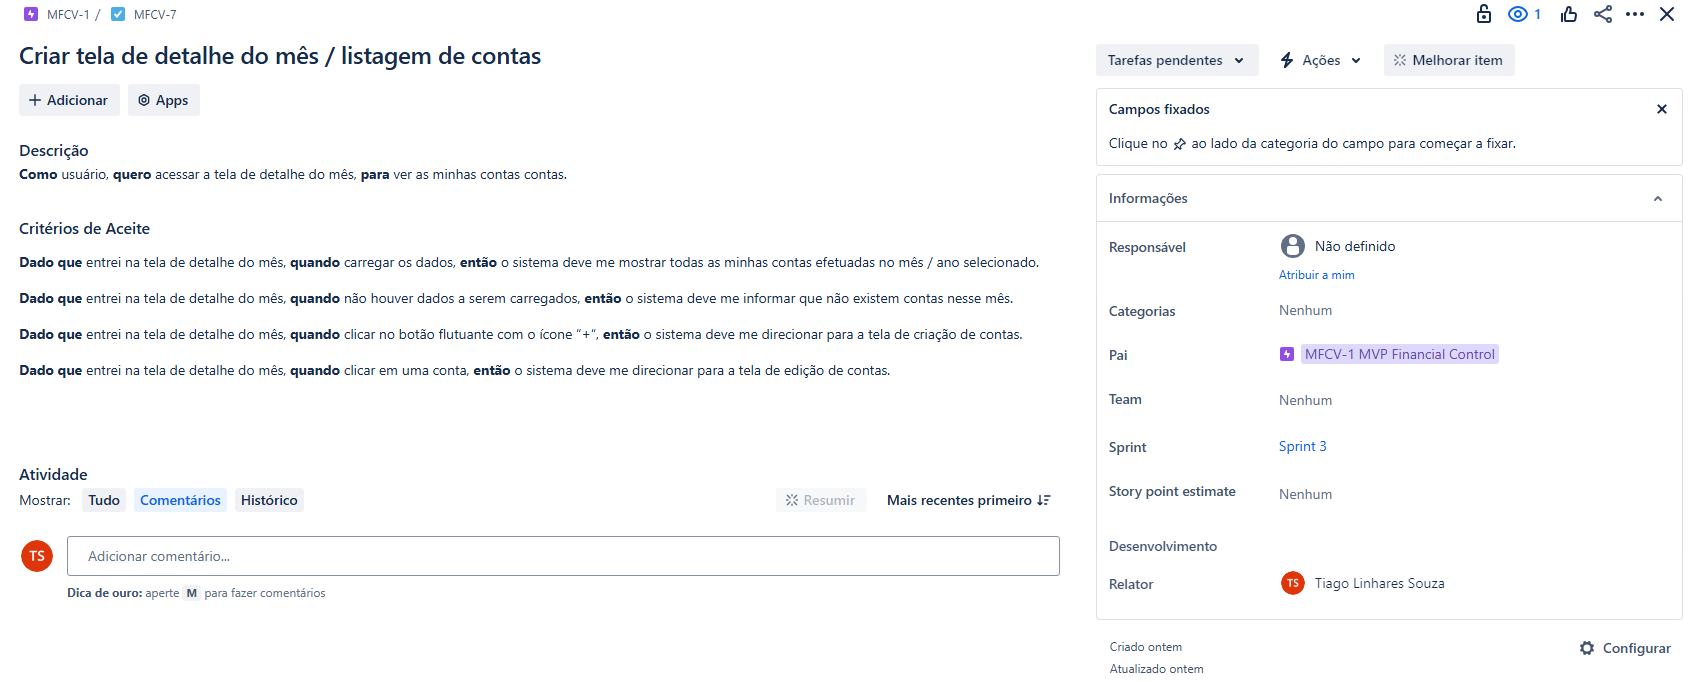 MFCV-1 / MFCV-7
1
Criar tela de detalhe do mês / listagem de contas
Adicionar
Apps
Descrição
Como usuário, quero acessar a tela de detalhe do mês, para ver as minhas contas contas.
Critérios de Aceite
Dado que entrei na tela de detalhe do mês, quando carregar os dados, então o sistema deve me mostrar todas as minhas contas efetuadas no mês / ano selecionado.
Dado que entrei na tela de detalhe do mês, quando não houver dados a serem carregados, então o sistema deve me informar que não existem contas nesse mês.
Dado que entrei na tela de detalhe do mês, quando clicar no botão flutuante com o ícone “+“, então o sistema deve me direcionar para a tela de criação de contas.
Dado que entrei na tela de detalhe do mês, quando clicar em uma conta, então o sistema deve me direcionar para a tela de edição de contas.
Atividade
Mostrar: Tudo Comentários Histórico
Resumir
Mais recentes primeiro
TS
Adicionar comentário...
Dica de ouro: aperte M para fazer comentários
Tarefas pendentes
Ações
Melhorar item
Campos fixados
Clique no ao lado da categoria do campo para começar a fixar.
Informações
Responsável
Não definido
Atribuir a mim
Categorias
Nenhum
Pai
MFCV-1 MVP Financial Control
Team
Nenhum
Sprint
Sprint 3
Story point estimate
Nenhum
Desenvolvimento
Relator
TS Tiago Linhares Souza
Criado ontem
Atualizado ontem
Configurar